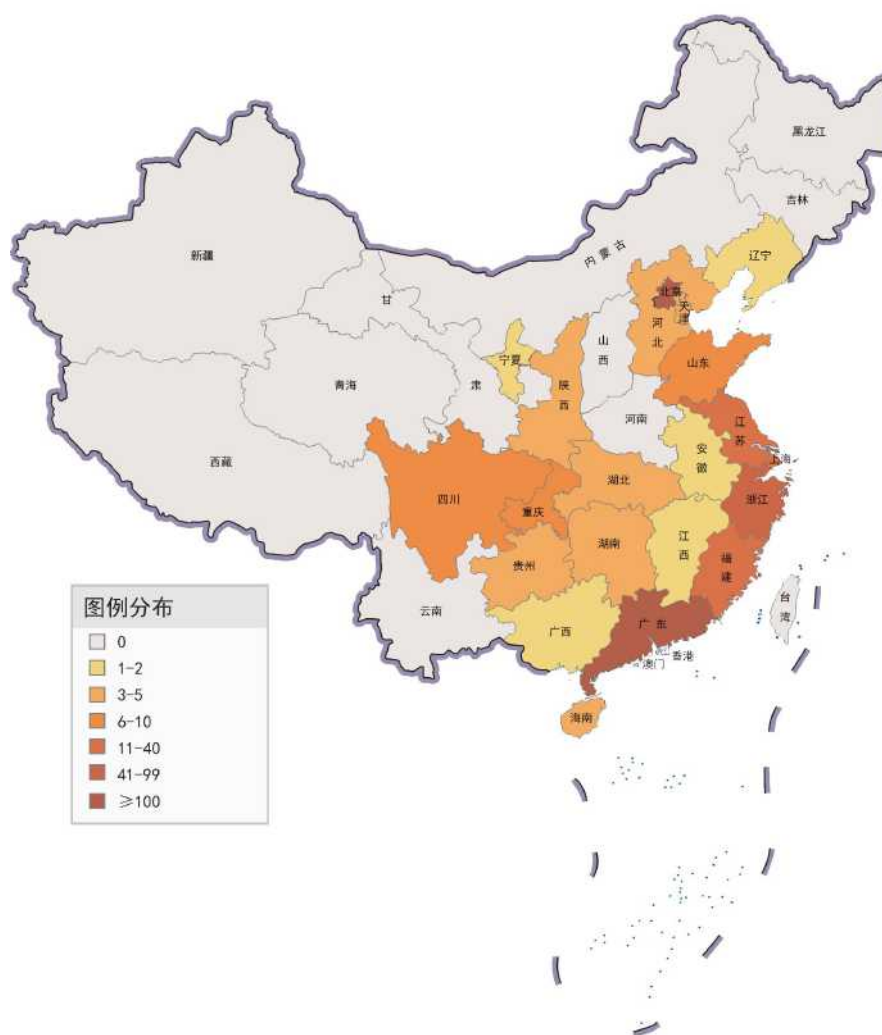 黑龙江
吉林
辽宁
内蒙古
新疆
甘
肃
北京
天津
河北
山西
宁夏
青海
陕西
山东
河南
西藏
江苏
安徽
上海
四川
重庆
湖北
浙江
湖南
江西
贵州
福建
云南
广西
广东
台湾
香港
澳门
海南
图例分布
0
1-2
3-5
6-10
11-40
41-99
≥100